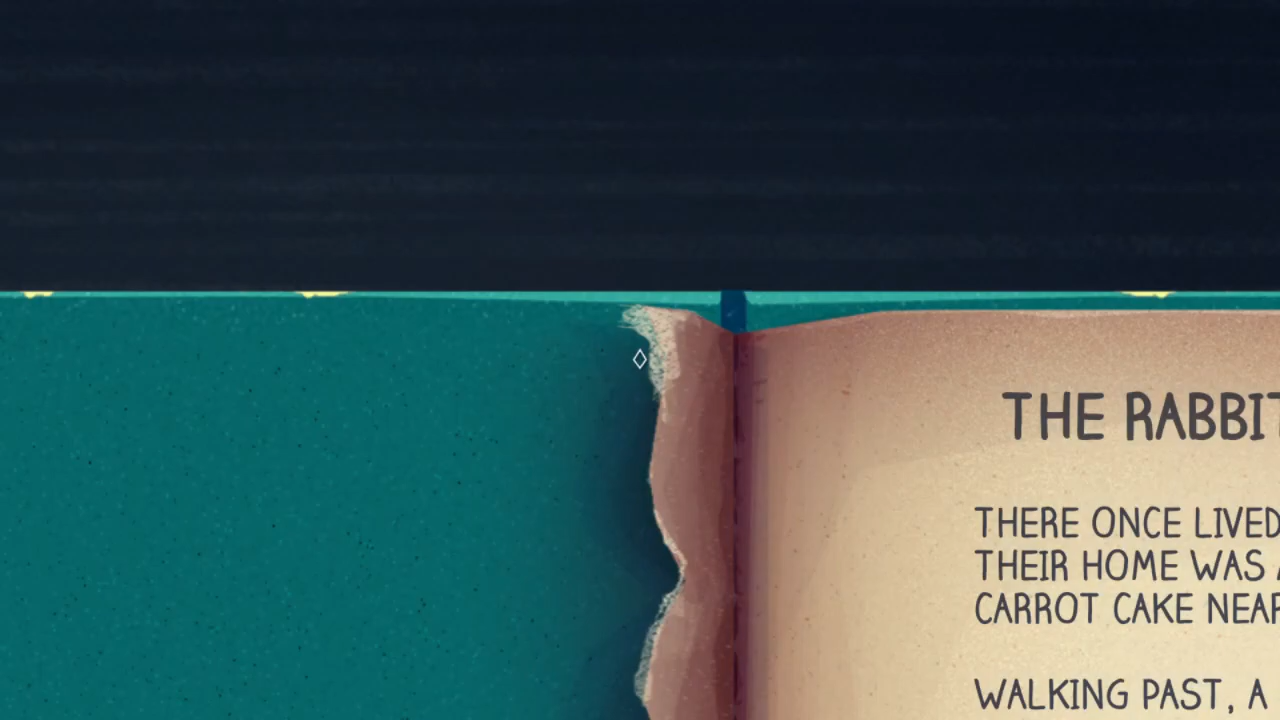 THE RABBIT
THERE ONCE LIVED
THEIR HOME WAS
CARROT CAKE NEAR
WALKING PAST, A